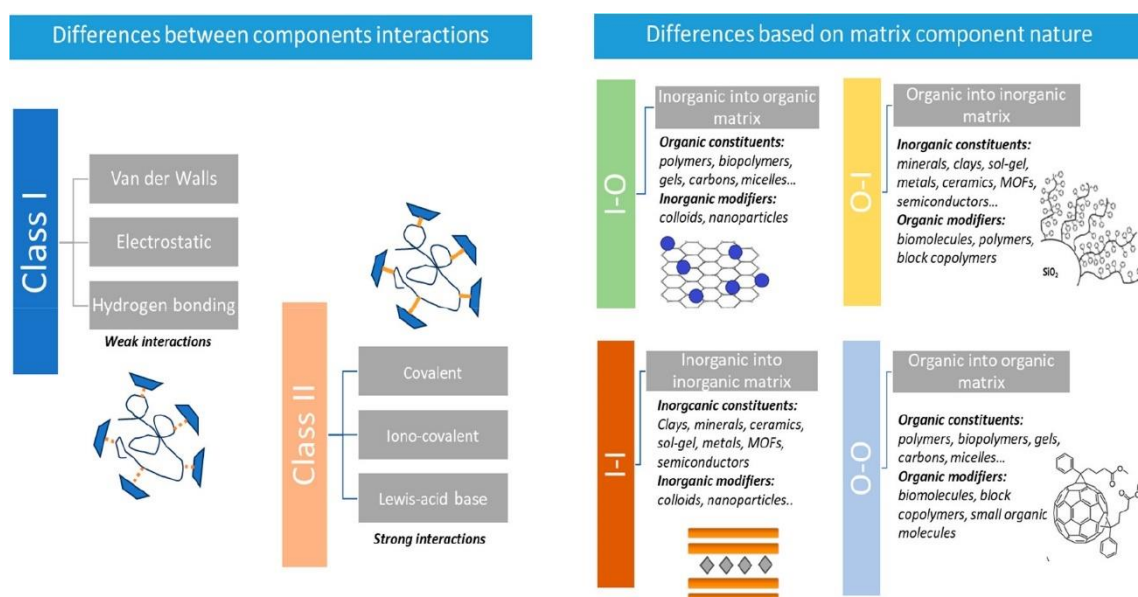 Differences between components interactions
Class I
Van der Walls
Electrostatic
Hydrogen bonding
Weak interactions
Class II
Covalent
Iono-covalent
Lewis-acid base
Strong interactions
Differences based on matrix component nature
I-O
Inorganic into organic
matrix
Organic constituents:
polymers, biopolymers,
gels, carbons, micelles...
Inorganic modifiers:
colloids, nanoparticles
O-I
Organic into inorganic
matrix
Inorganic constituents:
minerals, clays, sol-gel,
metals, ceramics, MOFs,
semiconductors...
Organic modifiers:
biomolecules, polymers,
block copolymers
SiO₂
I-I
Inorganic into
inorganic matrix
Inorgcanic constituents:
Clays, minerals, ceramics,
sol-gel, metals, MOFs,
semiconductors
Inorganic modifiers:
colloids, nanoparticles..
O-O
Organic into organic
matrix
Organic constituents:
polymers, biopolymers, gels,
carbons, micelles...
Organic modifiers:
biomolecules, block
copolymers, small organic
molecules